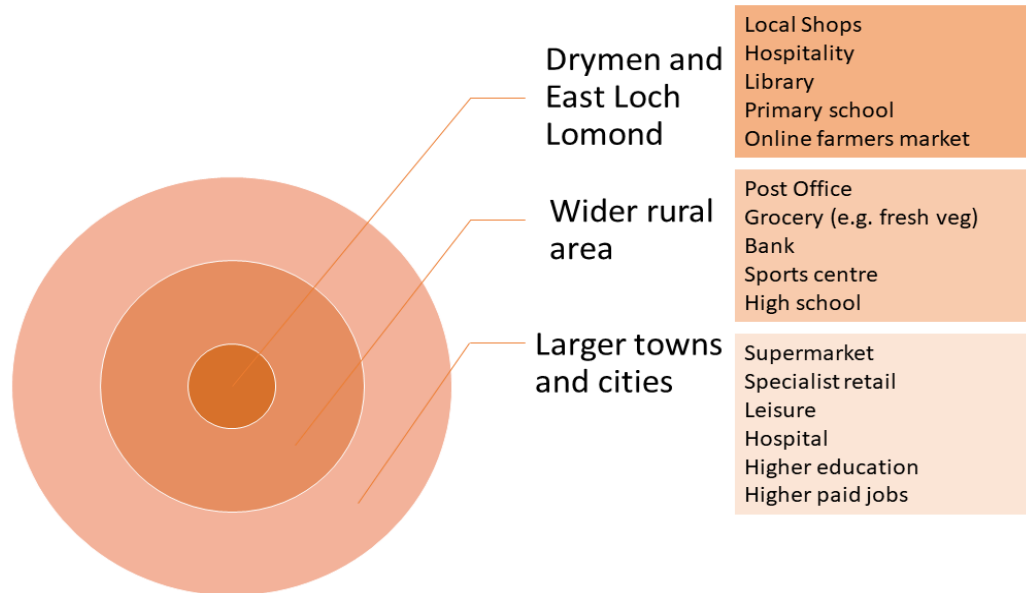 Drymen and
East Loch
Lomond
Local Shops
Hospitality
Library
Primary school
Online farmers market
Wider rural
area
Post Office
Grocery (e.g. fresh veg)
Bank
Sports centre
High school
Larger towns
and cities
Supermarket
Specialist retail
Leisure
Hospital
Higher education
Higher paid jobs